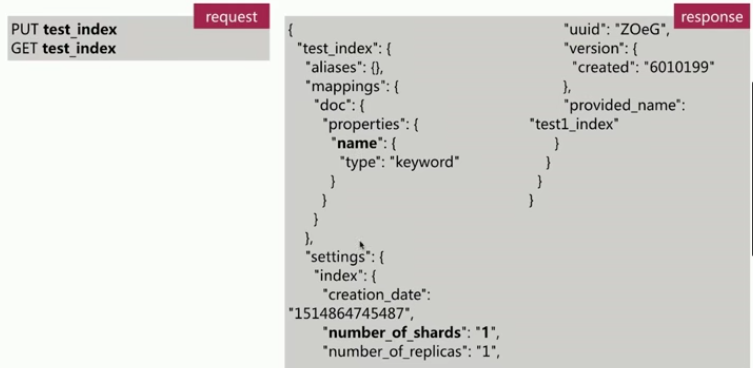 request
PUT test_index
GET test_index
response
{
"test_index": {
"aliases": {},
"mappings": {
"doc": {
"properties": {
"name": {
"type": "keyword"
}
}
}
},
"settings": {
"index": {
"creation_date":
"1514864745487",
"number_of_shards": "1",
"number_of_replicas": "1",
"uuid": "ZOeG",
"version": {
"created": "6010199"
},
"provided_name":
"test1_index"
}
}
}
}